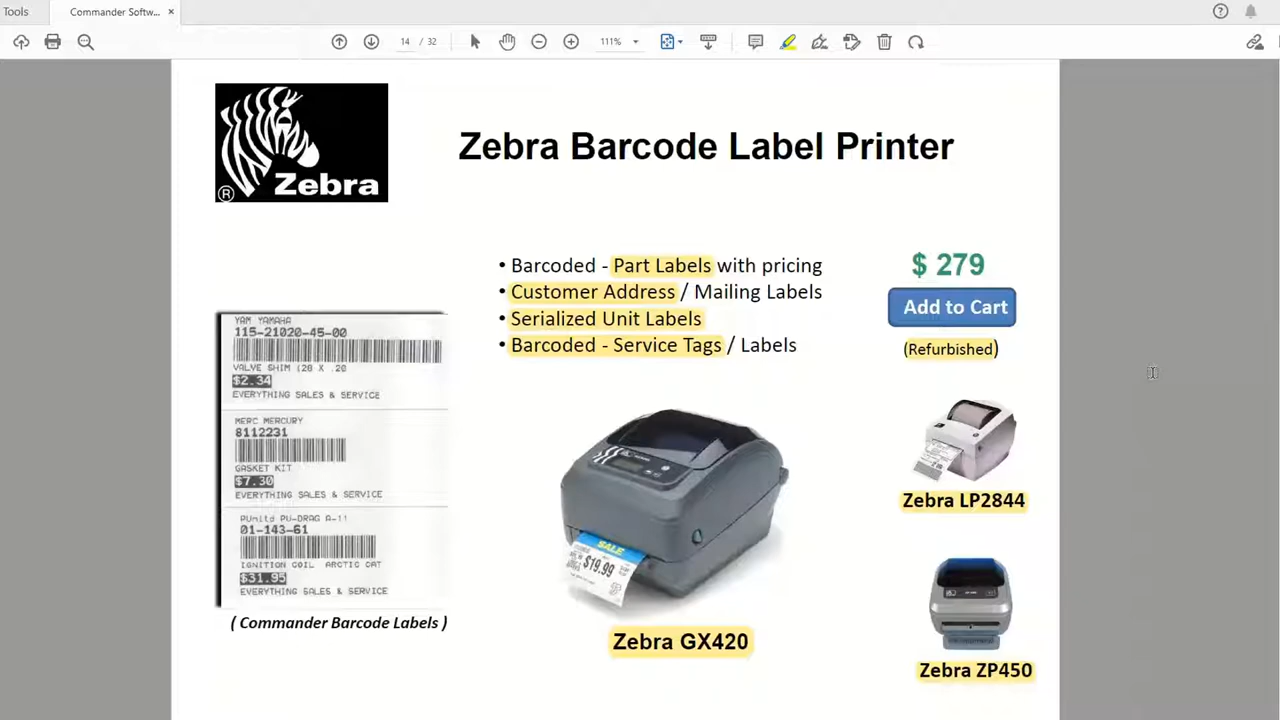 Tools
Commander Softw... ×
14 / 32
111%
® Zebra
Zebra Barcode Label Printer
• Barcoded - Part Labels with pricing
• Customer Address / Mailing Labels
• Serialized Unit Labels
• Barcoded - Service Tags / Labels
$ 279
Add to Cart
(Refurbished)
YAM YAMAHA
115-21020-45-00
VALVE SHIM (28 X .20
$2.34
EVERYTHING SALES & SERVICE
MERC MERCURY
8112231
GASKET KIT
$7.30
EVERYTHING SALES & SERVICE
PUnitd PU-DRAG A-11
01-143-61
IGNITION COIL ARCTIC CAT
$31.95
EVERYTHING SALES & SERVICE
( Commander Barcode Labels )
SALE
$19.99
Zebra GX420
Zebra LP2844
Zebra ZP450